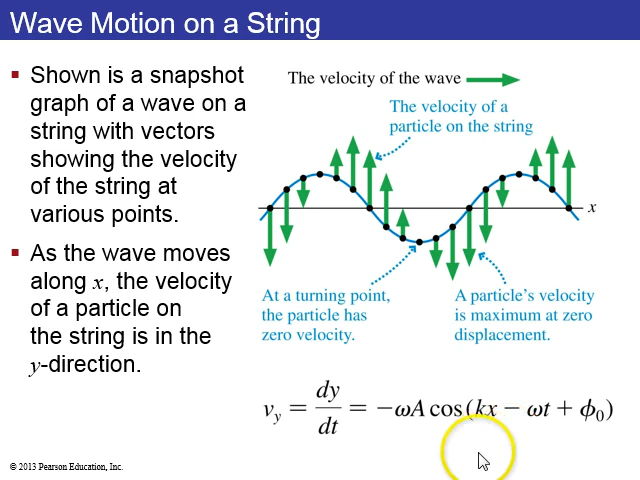 Wave Motion on a String
▪ Shown is a snapshot
graph of a wave on a
string with vectors
showing the velocity
of the string at
various points.
▪ As the wave moves
along x, the velocity
of a particle on
the string is in the
y-direction.
The velocity of the wave
The velocity of a
particle on the string
x
At a turning point,
the particle has
zero velocity.
A particle's velocity
is maximum at zero
displacement.
v_y = dy/dt = −ωA cos(kx − ωt + ϕ₀)
© 2013 Pearson Education, Inc.